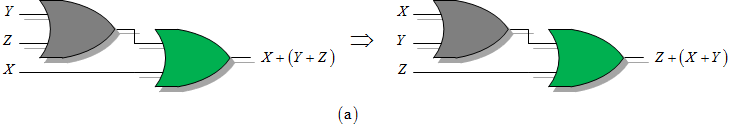 Y
Z
X
X + (Y + Z)
⇒
X
Y
Z
Z + (X + Y)
(a)